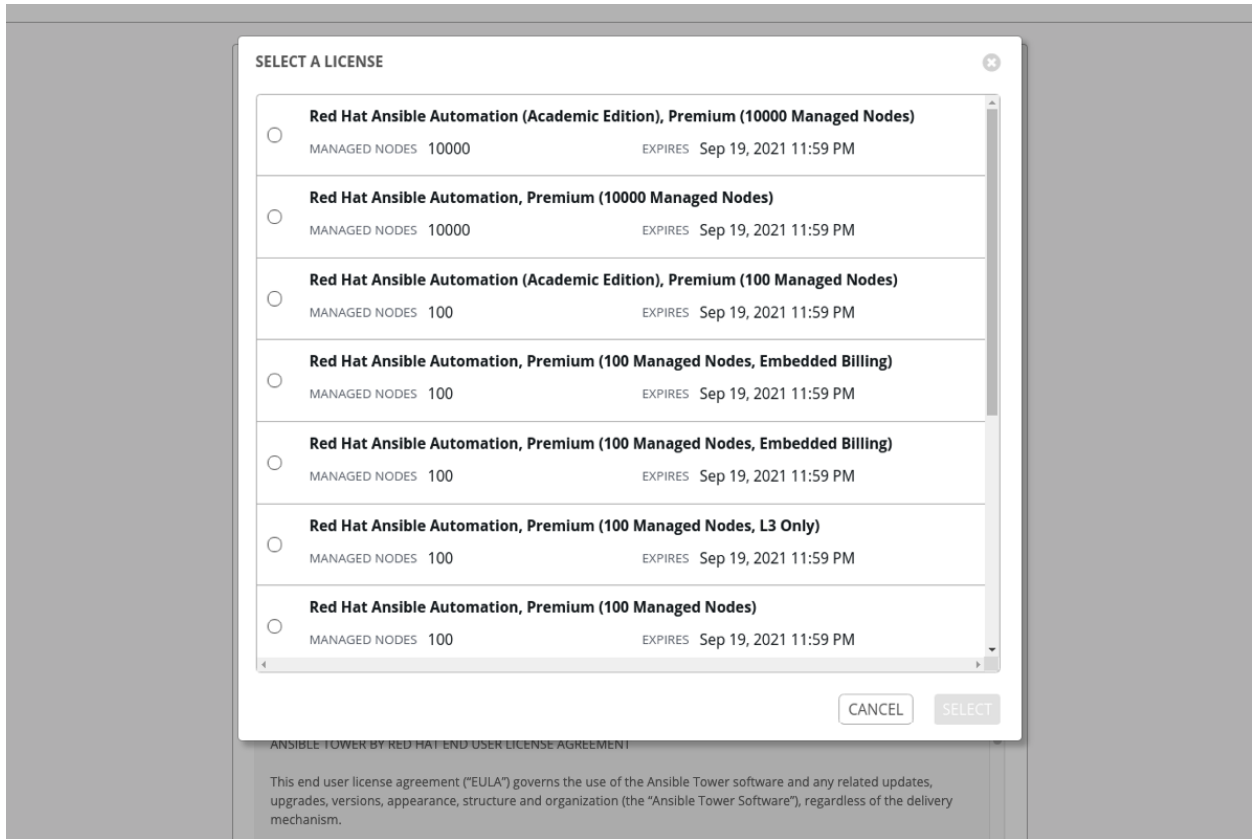 SELECT A LICENSE
Red Hat Ansible Automation (Academic Edition), Premium (10000 Managed Nodes)
MANAGED NODES 10000 EXPIRES Sep 19, 2021 11:59 PM
Red Hat Ansible Automation, Premium (10000 Managed Nodes)
MANAGED NODES 10000 EXPIRES Sep 19, 2021 11:59 PM
Red Hat Ansible Automation (Academic Edition), Premium (100 Managed Nodes)
MANAGED NODES 100 EXPIRES Sep 19, 2021 11:59 PM
Red Hat Ansible Automation, Premium (100 Managed Nodes, Embedded Billing)
MANAGED NODES 100 EXPIRES Sep 19, 2021 11:59 PM
Red Hat Ansible Automation, Premium (100 Managed Nodes, Embedded Billing)
MANAGED NODES 100 EXPIRES Sep 19, 2021 11:59 PM
Red Hat Ansible Automation, Premium (100 Managed Nodes, L3 Only)
MANAGED NODES 100 EXPIRES Sep 19, 2021 11:59 PM
Red Hat Ansible Automation, Premium (100 Managed Nodes)
MANAGED NODES 100 EXPIRES Sep 19, 2021 11:59 PM
CANCEL SELECT
ANSIBLE TOWER BY RED HAT END USER LICENSE AGREEMENT
This end user license agreement (“EULA”) governs the use of the Ansible Tower software and any related updates,
upgrades, versions, appearance, structure and organization (the “Ansible Tower Software”), regardless of the delivery
mechanism.